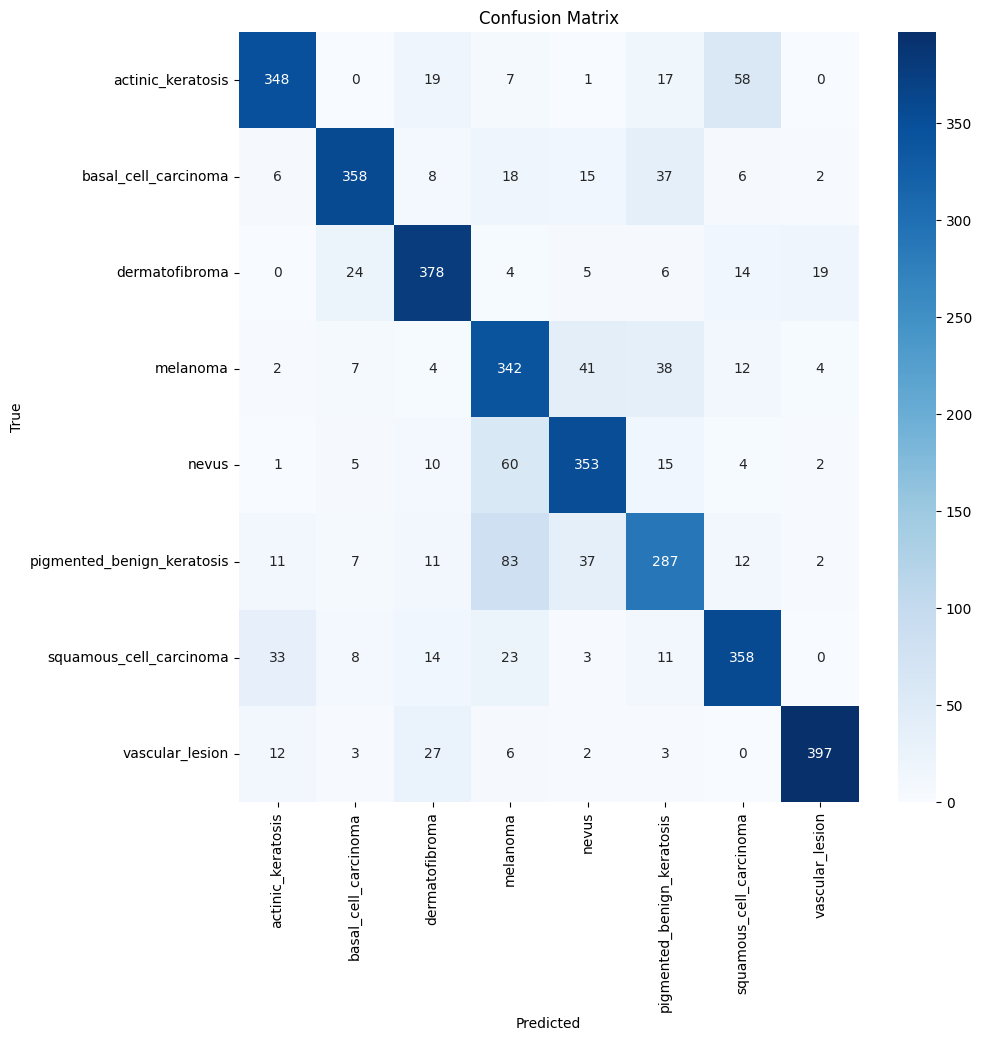 Confusion Matrix
actinic_keratosis 348 0 19 7 1 17 58 0
basal_cell_carcinoma 6 358 8 18 15 37 6 2
dermatofibroma 0 24 378 4 5 6 14 19
melanoma 2 7 4 342 41 38 12 4
nevus 1 5 10 60 353 15 4 2
pigmented_benign_keratosis 11 7 11 83 37 287 12 2
squamous_cell_carcinoma 33 8 14 23 3 11 358 0
vascular_lesion 12 3 27 6 2 3 0 397
True
actinic_keratosis
basal_cell_carcinoma
dermatofibroma
melanoma
nevus
pigmented_benign_keratosis
squamous_cell_carcinoma
vascular_lesion
Predicted
350
300
250
200
150
100
50
0